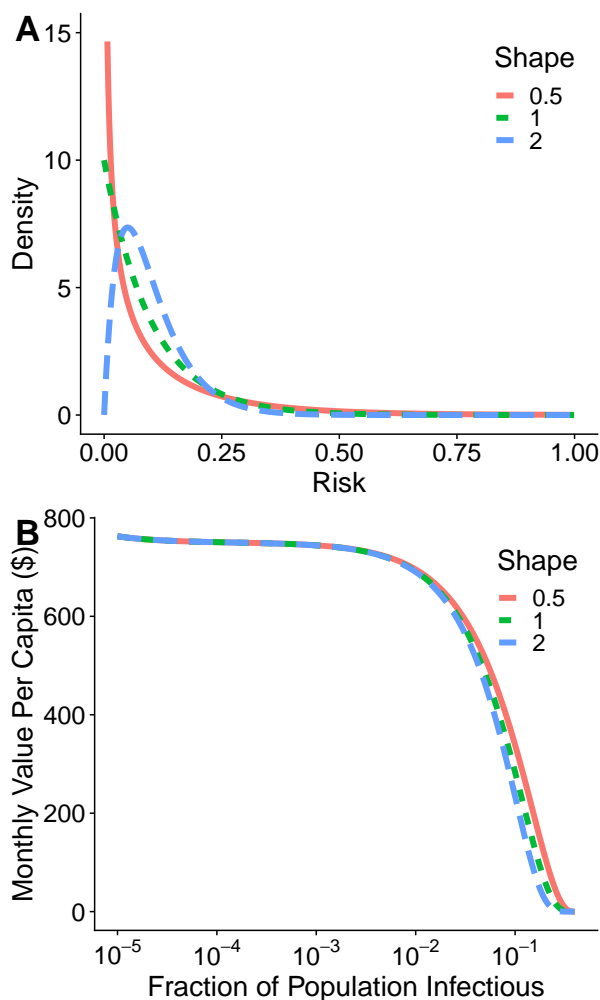 A
Density
15
10
5
0
0.00 0.25 0.50 0.75 1.00
Risk
Shape
0.5
1
2
B
Monthly Value Per Capita ($)
800
600
400
200
0
10⁻⁵ 10⁻⁴ 10⁻³ 10⁻² 10⁻¹
Fraction of Population Infectious
Shape
0.5
1
2